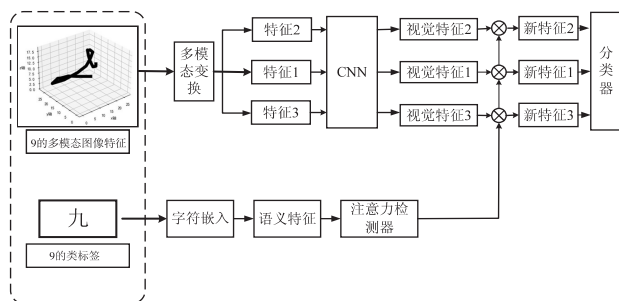 9的多模态图像特征
九
9的类标签
多模态变换
特征2
特征1
特征3
CNN
视觉特征2
视觉特征1
视觉特征3
新特征2
新特征1
新特征3
分类器
字符嵌入
语义特征
注意力检
测器